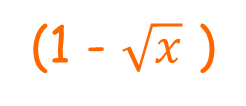 (1 - √x )